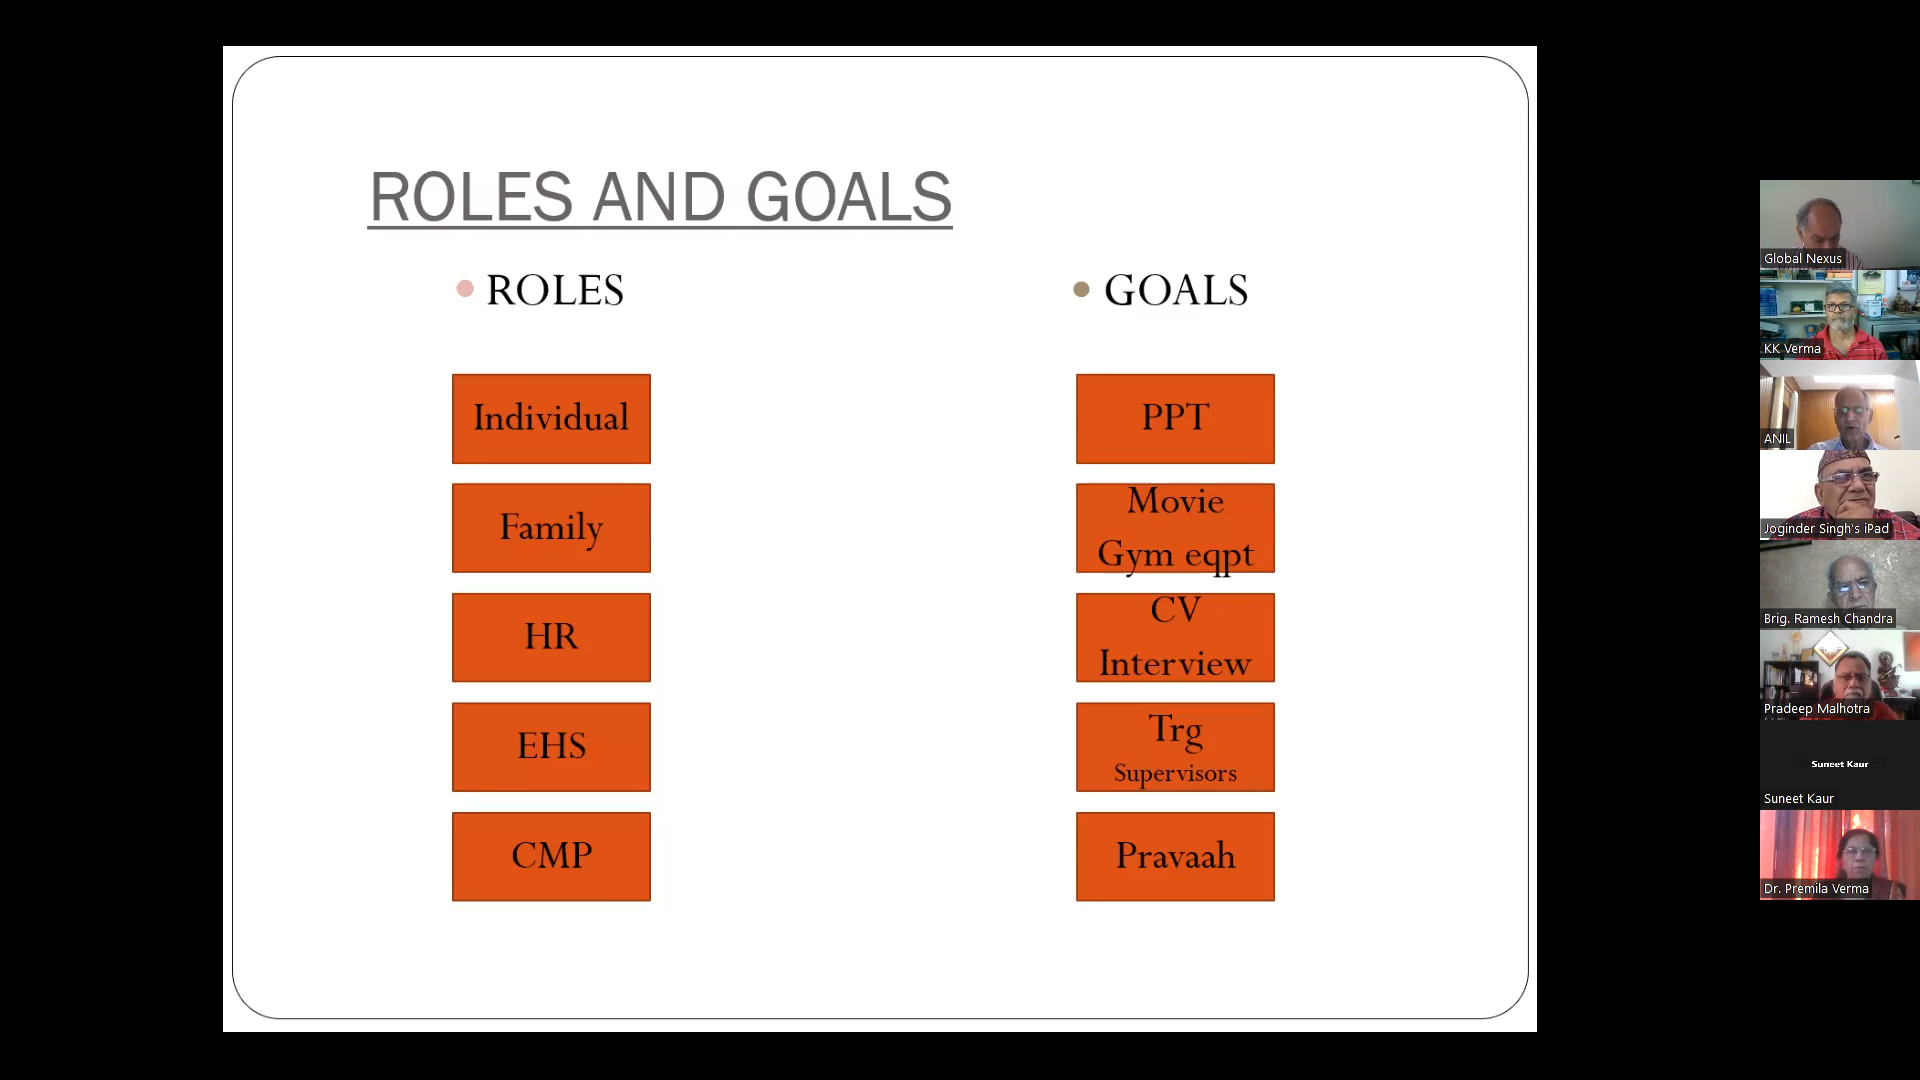 ROLES AND GOALS
ROLES
GOALS
Individual
PPT
Family
Movie
Gym eqpt
HR
CV
Interview
EHS
Trg
Supervisors
CMP
Pravaah
Global Nexus
KK Verma
ANIL
Joginder Singh's iPad
Brig. Ramesh Chandra
Pradeep Malhotra
Suneet Kaur
Suneet Kaur
Dr. Premila Verma